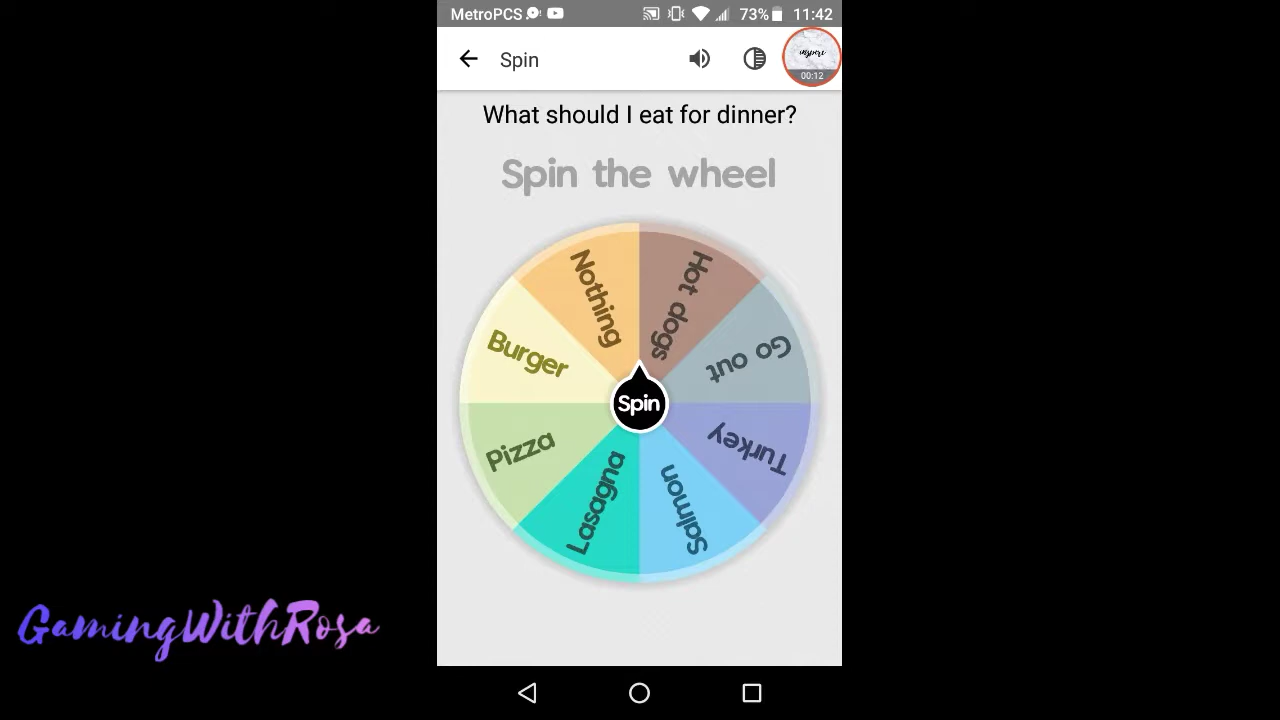 MetroPCS 73% 11:42
Spin
inspire
00:12
What should I eat for dinner?
Spin the wheel
Nothing
Hot dogs
Burger
Go out
Spin
Pizza
Turkey
Lasagna
Salmon
GamingWithRosa